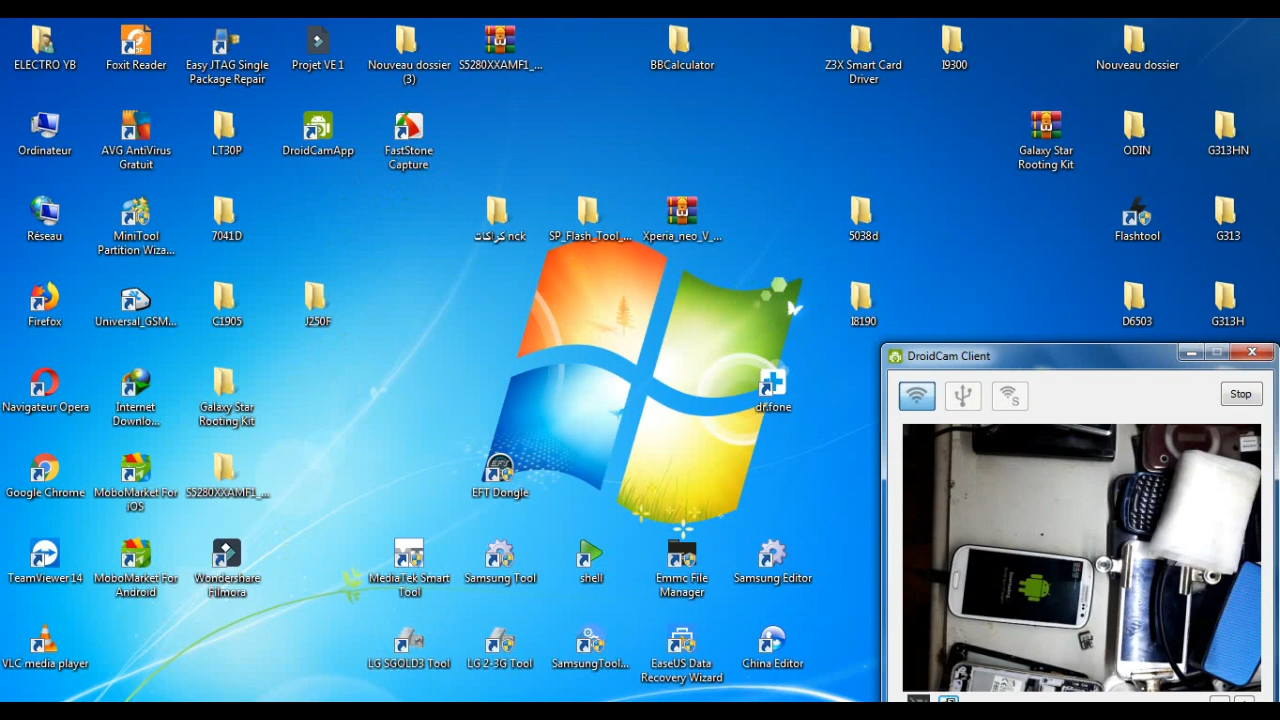 ELECTRO YB
Foxit Reader
Easy JTAG Single
Package Repair
Projet VE 1
Nouveau dossier
(3)
S5280XXAMF1_...
BBCalculator
Z3X Smart Card
Driver
I9300
Nouveau dossier
Ordinateur
AVG AntiVirus
Gratuit
LT30P
DroidCamApp
FastStone
Capture
Galaxy Star
Rooting Kit
ODIN
G313HN
Réseau
MiniTool
Partition Wiza...
7041D
كراكات nck
SP_Flash_Tool_...
Xperia_neo_V_...
5038d
Flashtool
G313
Firefox
Universal_GSM...
C1905
J250F
I8190
D6503
G313H
DroidCam Client
Stop
Navigateur Opera
Internet
Downlo...
Galaxy Star
Rooting Kit
dr.fone
Google Chrome
MoboMarket For
iOS
S5280XXAMF1_...
EFT Dongle
TeamViewer 14
MoboMarket For
Android
Wondershare
Filmora
MediaTek Smart
Tool
Samsung Tool
shell
Emmc File
Manager
Samsung Editor
VLC media player
LG SGOLD3 Tool
LG 2-3G Tool
SamsungTool...
EaseUS Data
Recovery Wizard
China Editor